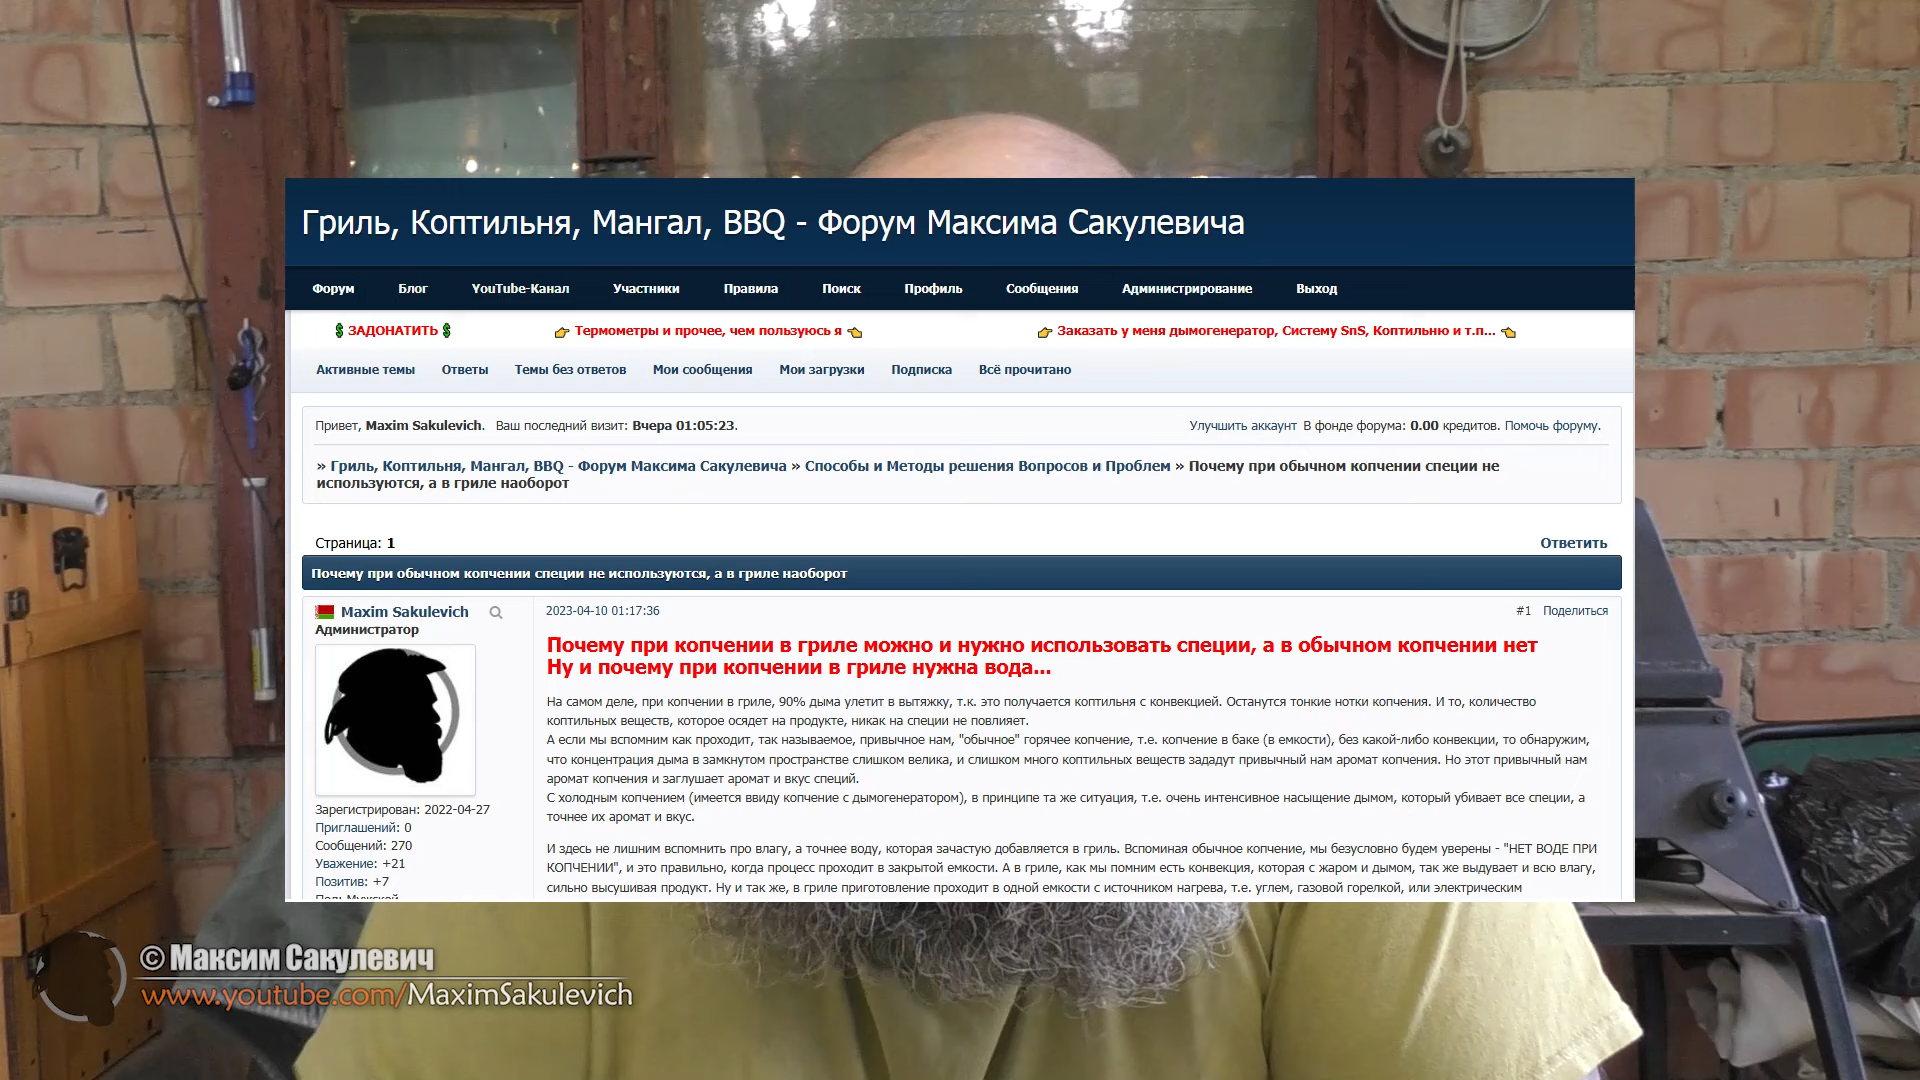 Гриль, Коптильня, Мангал, BBQ - Форум Максима Сакулевича
Форум Блог YouTube-Канал Участники Правила Поиск Профиль Сообщения Администрирование Выход
ЗАДОНАТИТЬ Термометры и прочее, чем пользуюсь я Заказать у меня дымогенератор, Систему SnS, Коптильню и т.п...
Активные темы Ответы Темы без ответов Мои сообщения Мои загрузки Подписка Всё прочитано
Привет, Maxim Sakulevich. Ваш последний визит: Вчера 01:05:23. Улучшить аккаунт В фонде форума: 0.00 кредитов. Помочь форуму.
» Гриль, Коптильня, Мангал, BBQ - Форум Максима Сакулевича » Способы и Методы решения Вопросов и Проблем » Почему при обычном копчении специи не
используются, а в гриле наоборот
Страница: 1 Ответить
Почему при обычном копчении специи не используются, а в гриле наоборот
Maxim Sakulevich 2023-04-10 01:17:36 #1 Поделиться
Администратор
Почему при копчении в гриле можно и нужно использовать специи, а в обычном копчении нет
Ну и почему при копчении в гриле нужна вода...
На самом деле, при копчении в гриле, 90% дыма улетит в вытяжку, т.к. это получается коптильня с конвекцией. Останутся тонкие нотки копчения. И то, количество
коптильных веществ, которое осядет на продукте, никак на специи не повлияет.
А если мы вспомним как проходит, так называемое, привычное нам, "обычное" горячее копчение, т.е. копчение в баке (в емкости), без какой-либо конвекции, то обнаружим,
что концентрация дыма в замкнутом пространстве слишком велика, и слишком много коптильных веществ зададут привычный нам аромат копчения. Но этот привычный нам
аромат копчения и заглушает аромат и вкус специй.
С холодным копчением (имеется ввиду копчение с дымогенератором), в принципе та же ситуация, т.е. очень интенсивное насыщение дымом, который убивает все специи, а
точнее их аромат и вкус.
И здесь не лишним вспомнить про влагу, а точнее воду, которая зачастую добавляется в гриль. Вспоминая обычное копчение, мы безусловно будем уверены - "НЕТ ВОДЕ ПРИ
КОПЧЕНИИ", и это правильно, когда процесс проходит в закрытой емкости. А в гриле, как мы помним есть конвекция, которая с жаром и дымом, так же выдувает и всю влагу,
сильно высушивая продукт. Ну и так же, в гриле приготовление проходит в одной емкости с источником нагрева, т.е. углем, газовой горелкой, или электрическим
Зарегистрирован: 2022-04-27
Приглашений: 0
Сообщений: 270
Уважение: +21
Позитив: +7
© Максим Сакулевич
www.youtube.com/MaximSakulevich